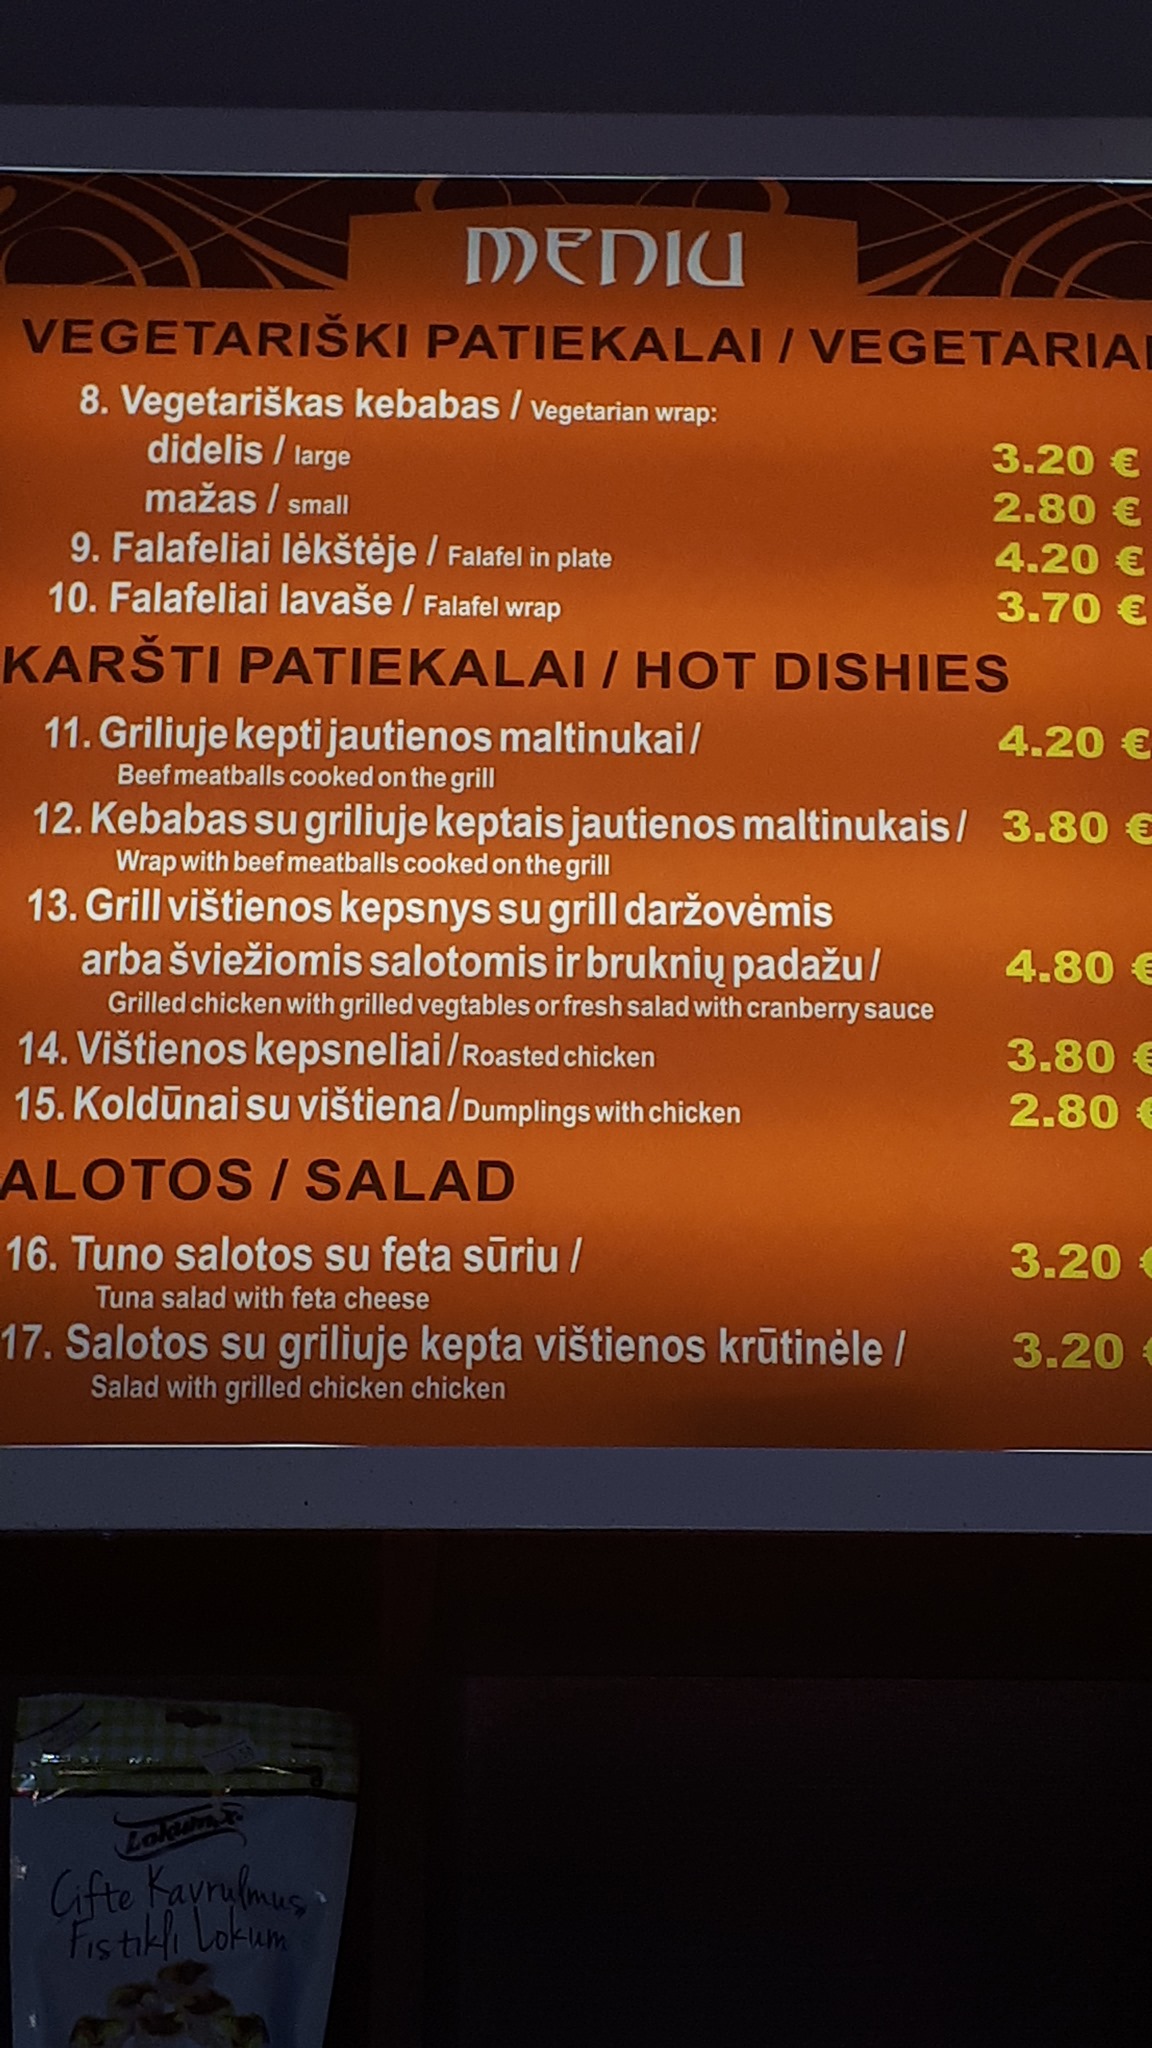 MENIU
VEGETARIŠKI PATIEKALAI / VEGETARIAN
8. Vegetariškas kebabas / Vegetarian wrap:
didelis / large 3.20 €
mažas / small 2.80 €
9. Falafeliai lėkštėje / Falafel in plate 4.20 €
10. Falafeliai lavaše / Falafel wrap 3.70 €
KARŠTI PATIEKALAI / HOT DISHIES
11. Griliuje kepti jautienos maltinukai / 4.20 €
Beef meatballs cooked on the grill
12. Kebabas su griliuje keptais jautienos maltinukais / 3.80 €
Wrap with beef meatballs cooked on the grill
13. Grill vištienos kepsnys su grill daržovėmis
arba šviežiomis salotomis ir bruknių padažu / 4.80 €
Grilled chicken with grilled vegtables or fresh salad with cranberry sauce
14. Vištienos kepsneliai / Roasted chicken 3.80 €
15. Koldūnai su vištiena / Dumplings with chicken 2.80 €
ALOTOS / SALAD
16. Tuno salotos su feta sūriu / 3.20 €
Tuna salad with feta cheese
17. Salotos su griliuje kepta vištienos krūtinėle / 3.20 €
Salad with grilled chicken chicken
Çifte Kavrulmuş
Fıstıklı Lokum